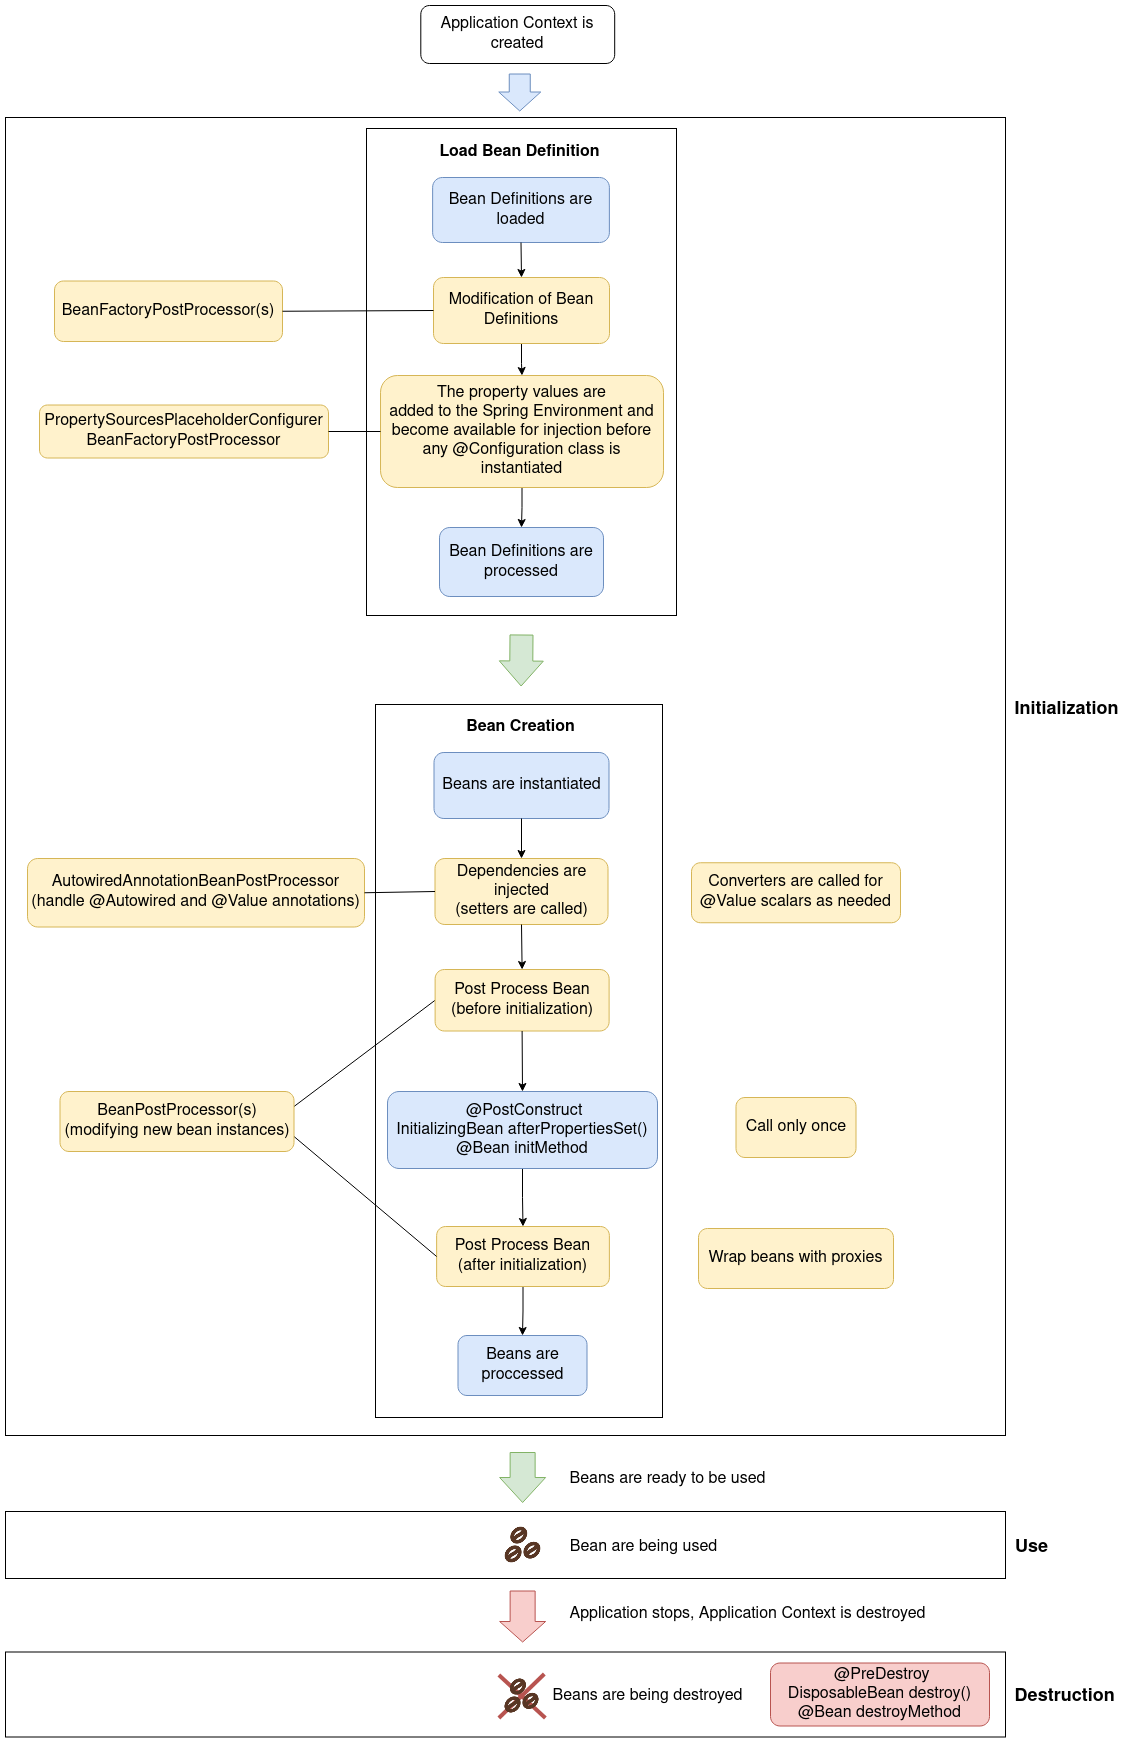 Application Context is
created
Load Bean Definition
Bean Definitions are
loaded
BeanFactoryPostProcessor(s)
Modification of Bean
Definitions
PropertySourcesPlaceholderConfigurer
BeanFactoryPostProcessor
The property values are
added to the Spring Environment and
become available for injection before
any @Configuration class is
instantiated
Bean Definitions are
processed
Initialization
Bean Creation
Beans are instantiated
AutowiredAnnotationBeanPostProcessor
(handle @Autowired and @Value annotations)
Dependencies are
injected
(setters are called)
Converters are called for
@Value scalars as needed
Post Process Bean
(before initialization)
BeanPostProcessor(s)
(modifying new bean instances)
@PostConstruct
InitializingBean afterPropertiesSet()
@Bean initMethod
Call only once
Post Process Bean
(after initialization)
Wrap beans with proxies
Beans are
proccessed
Beans are ready to be used
Bean are being used
Use
Application stops, Application Context is destroyed
Beans are being destroyed
@PreDestroy
DisposableBean destroy()
@Bean destroyMethod
Destruction